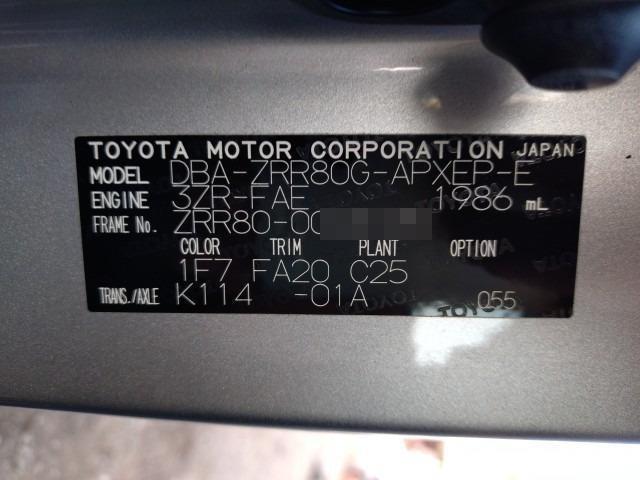 TOYOTA MOTOR CORPORATION JAPAN
MODEL DBA-ZRR80G-APXEP-E
ENGINE 3ZR-FAE 1986 mL
FRAME No. ZRR80-00
COLOR TRIM PLANT OPTION
1F7 FA20 C25
TRANS./AXLE K114 -01A 055